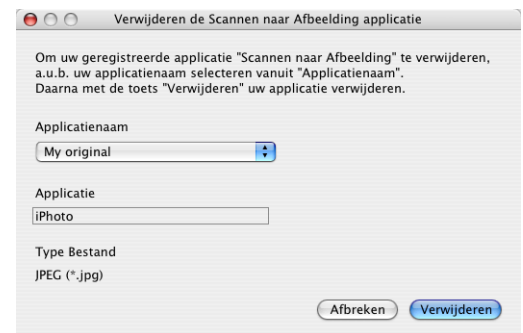 Verwijderen de Scannen naar Afbeelding applicatie
Om uw geregistreerde applicatie "Scannen naar Afbeelding" te verwijderen,
a.u.b. uw applicatienaam selecteren vanuit "Applicatienaam".
Daarna met de toets "Verwijderen" uw applicatie verwijderen.
Applicatienaam
My original
Applicatie
iPhoto
Type Bestand
JPEG (*.jpg)
Afbreken Verwijderen